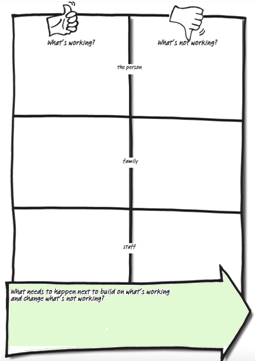 What's working?
What's not working?
the person
family
staff
What needs to happen next to build on what's working
and change what's not working?